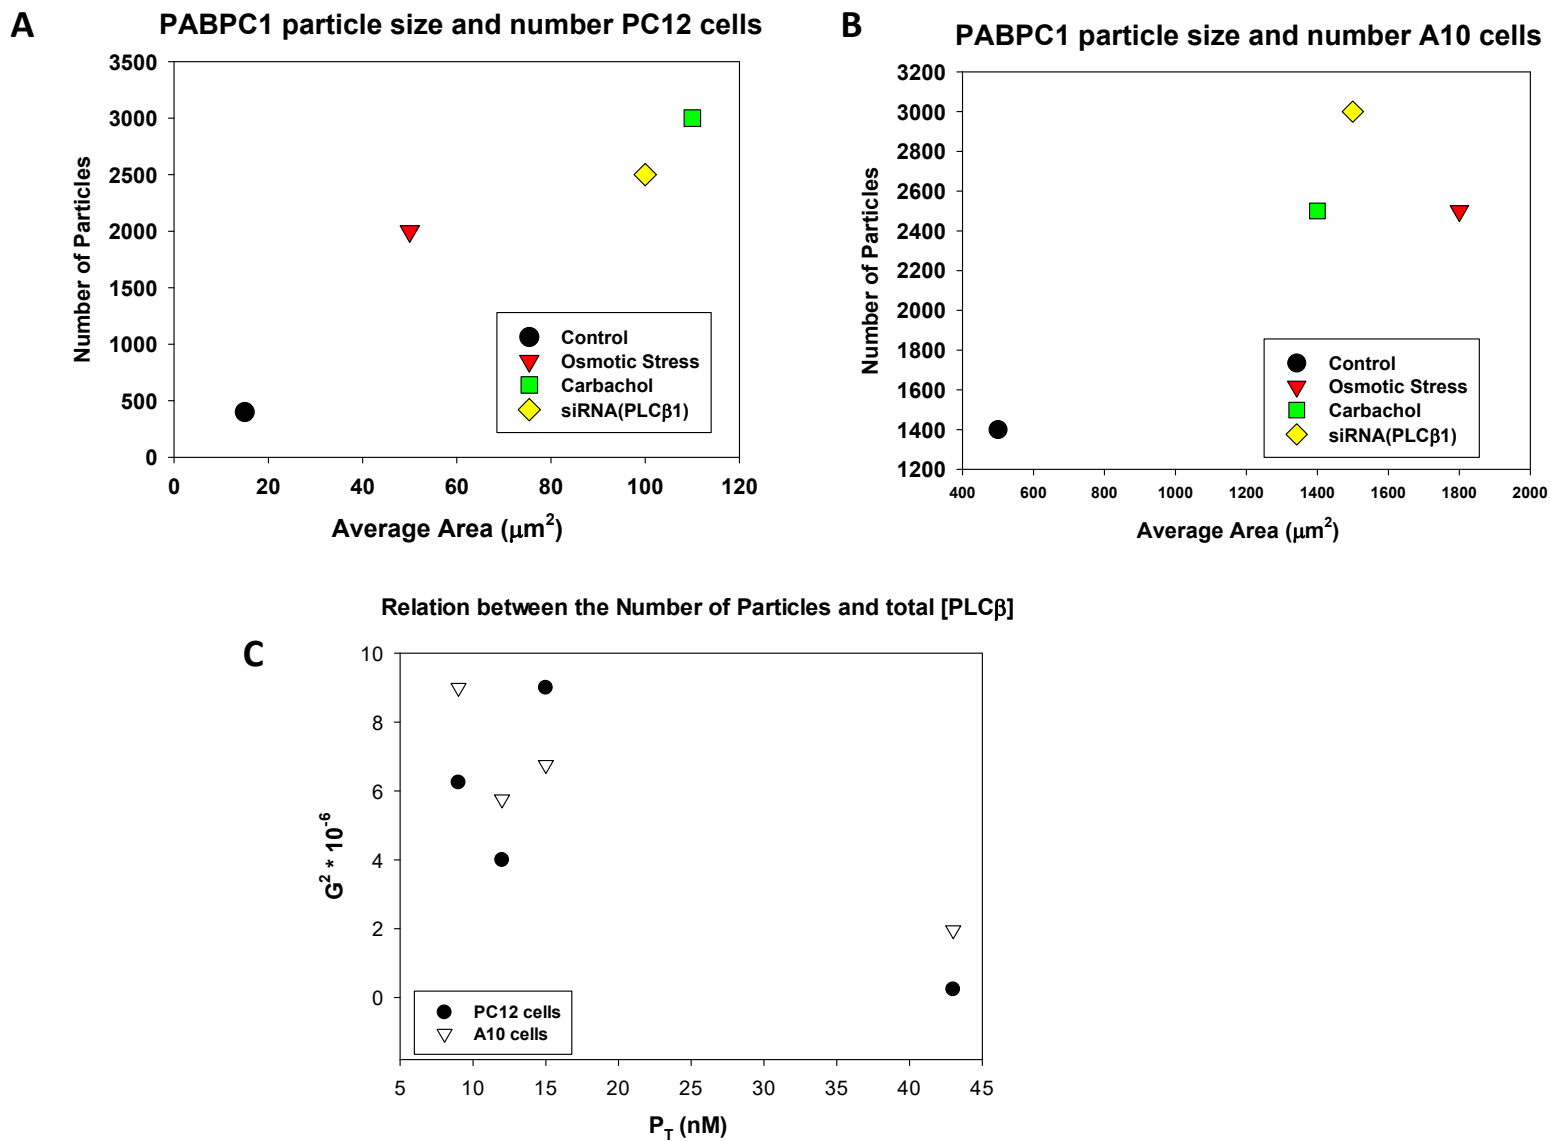 A
PABPC1 particle size and number PC12 cells
3500
3000
2500
2000
1500
1000
500
0
Number of Particles
Control
Osmotic Stress
Carbachol
siRNA(PLCβ1)
0 20 40 60 80 100 120
Average Area (μm²)
B
PABPC1 particle size and number A10 cells
3200
3000
2800
2600
2400
2200
2000
1800
1600
1400
1200
Number of Particles
Control
Osmotic Stress
Carbachol
siRNA(PLCβ1)
400 600 800 1000 1200 1400 1600 1800 2000
Average Area (μm²)
Relation between the Number of Particles and total [PLCβ]
C
10
8
6
4
2
0
G² * 10⁻⁶
PC12 cells
A10 cells
5 10 15 20 25 30 35 40 45
P_T (nM)